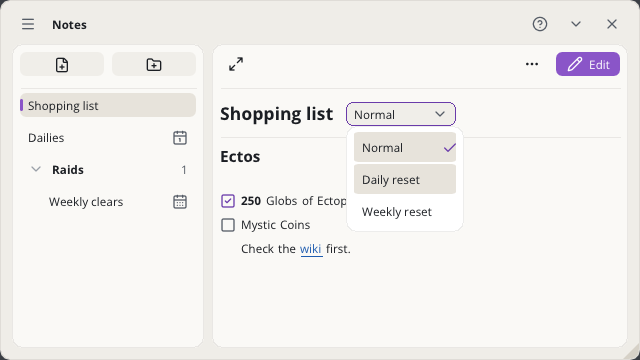 Notes
Edit
Shopping list
Dailies
Raids 1
Weekly clears
Shopping list
Normal
Normal
Daily reset
Weekly reset
Ectos
250 Globs of Ectop
Mystic Coins
Check the wiki first.